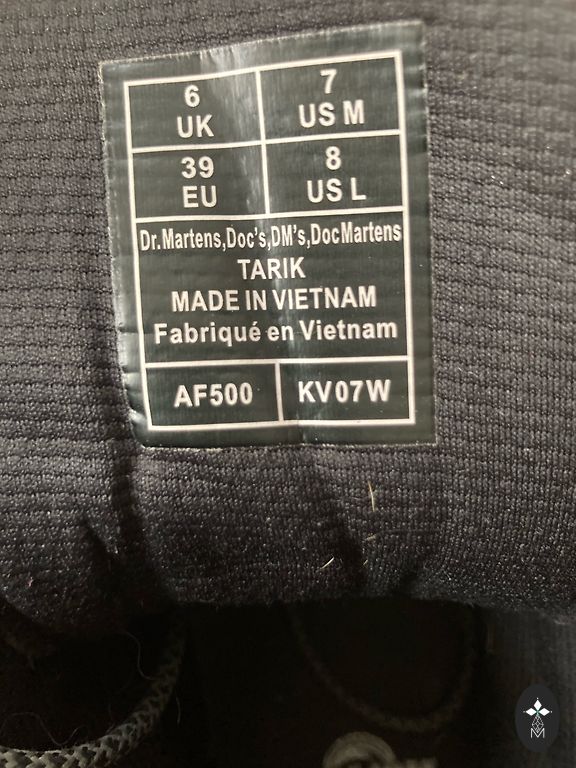 6 UK
7 US M
39 EU
8 US L
Dr.Martens,Doc's,DM's,DocMartens
TARIK
MADE IN VIETNAM
Fabriqué en Vietnam
AF500
KV07W